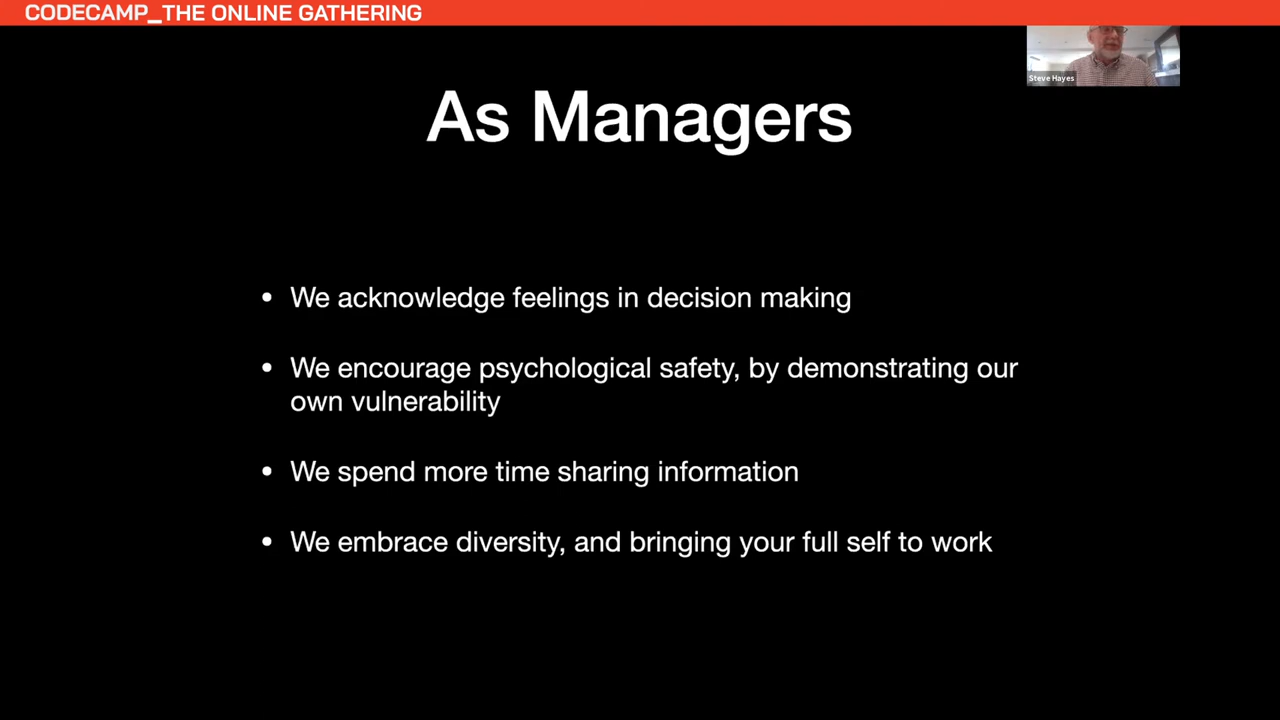 CODECAMP_THE ONLINE GATHERING
Steve Hayes
As Managers
• We acknowledge feelings in decision making
• We encourage psychological safety, by demonstrating our
own vulnerability
• We spend more time sharing information
• We embrace diversity, and bringing your full self to work